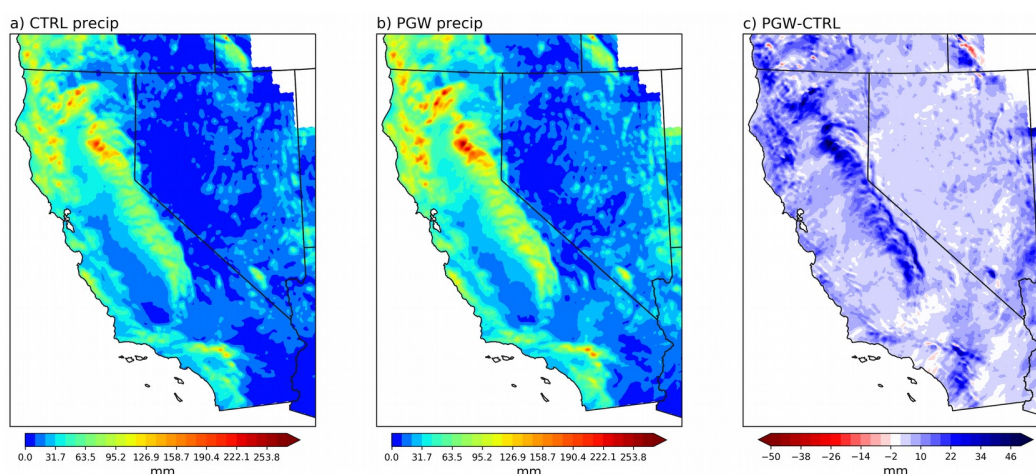 a) CTRL precip
b) PGW precip
c) PGW-CTRL
0.0 31.7 63.5 95.2 126.9 158.7 190.4 222.1 253.8
mm
0.0 31.7 63.5 95.2 126.9 158.7 190.4 222.1 253.8
mm
−50 −38 −26 −14 −2 10 22 34 46
mm